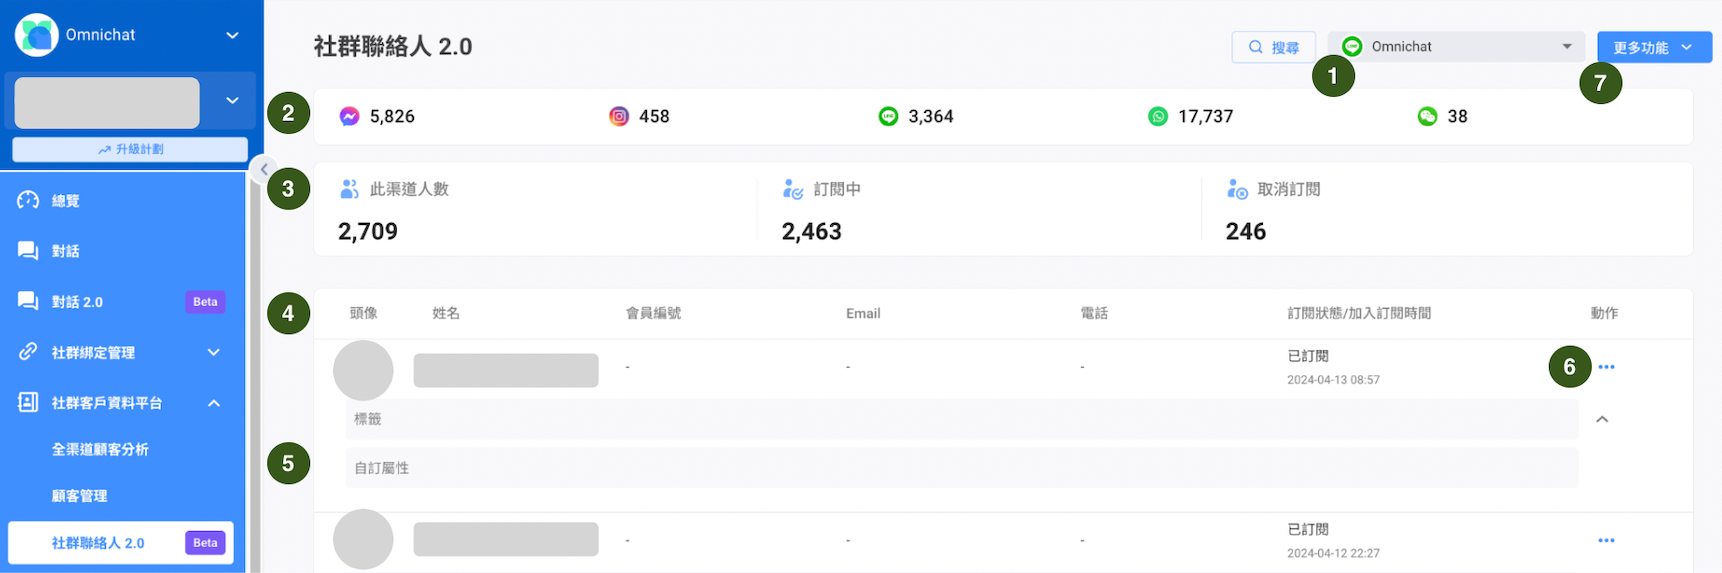 Omnichat
升級計劃
總覽
對話
對話 2.0 Beta
社群綁定管理
社群客戶資料平台
全渠道顧客分析
顧客管理
社群聯絡人 2.0 Beta
社群聯絡人 2.0
搜尋
LINE
Omnichat
更多功能
1
7
2
5,826
458
LINE
3,364
17,737
38
3
此渠道人數
訂閱中
取消訂閱
2,709
2,463
246
4
頭像 姓名 會員編號 Email 電話 訂閱狀態/加入訂閱時間 動作
- - - 已訂閱
2024-04-13 08:57
6
•••
標籤
5
自訂屬性
- - - 已訂閱
2024-04-12 22:27
•••